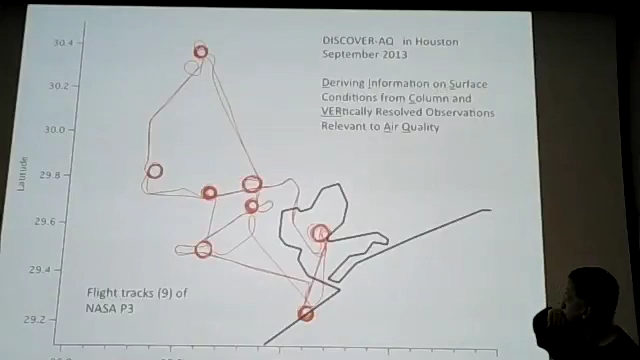 DISCOVER-AQ in Houston
September 2013
Deriving Information on Surface
Conditions from Column and
VERtically Resolved Observations
Relevant to Air Quality
30.4
30.2
30.0
29.8
29.6
29.4
29.2
Latitude
Flight tracks (9) of
NASA P3